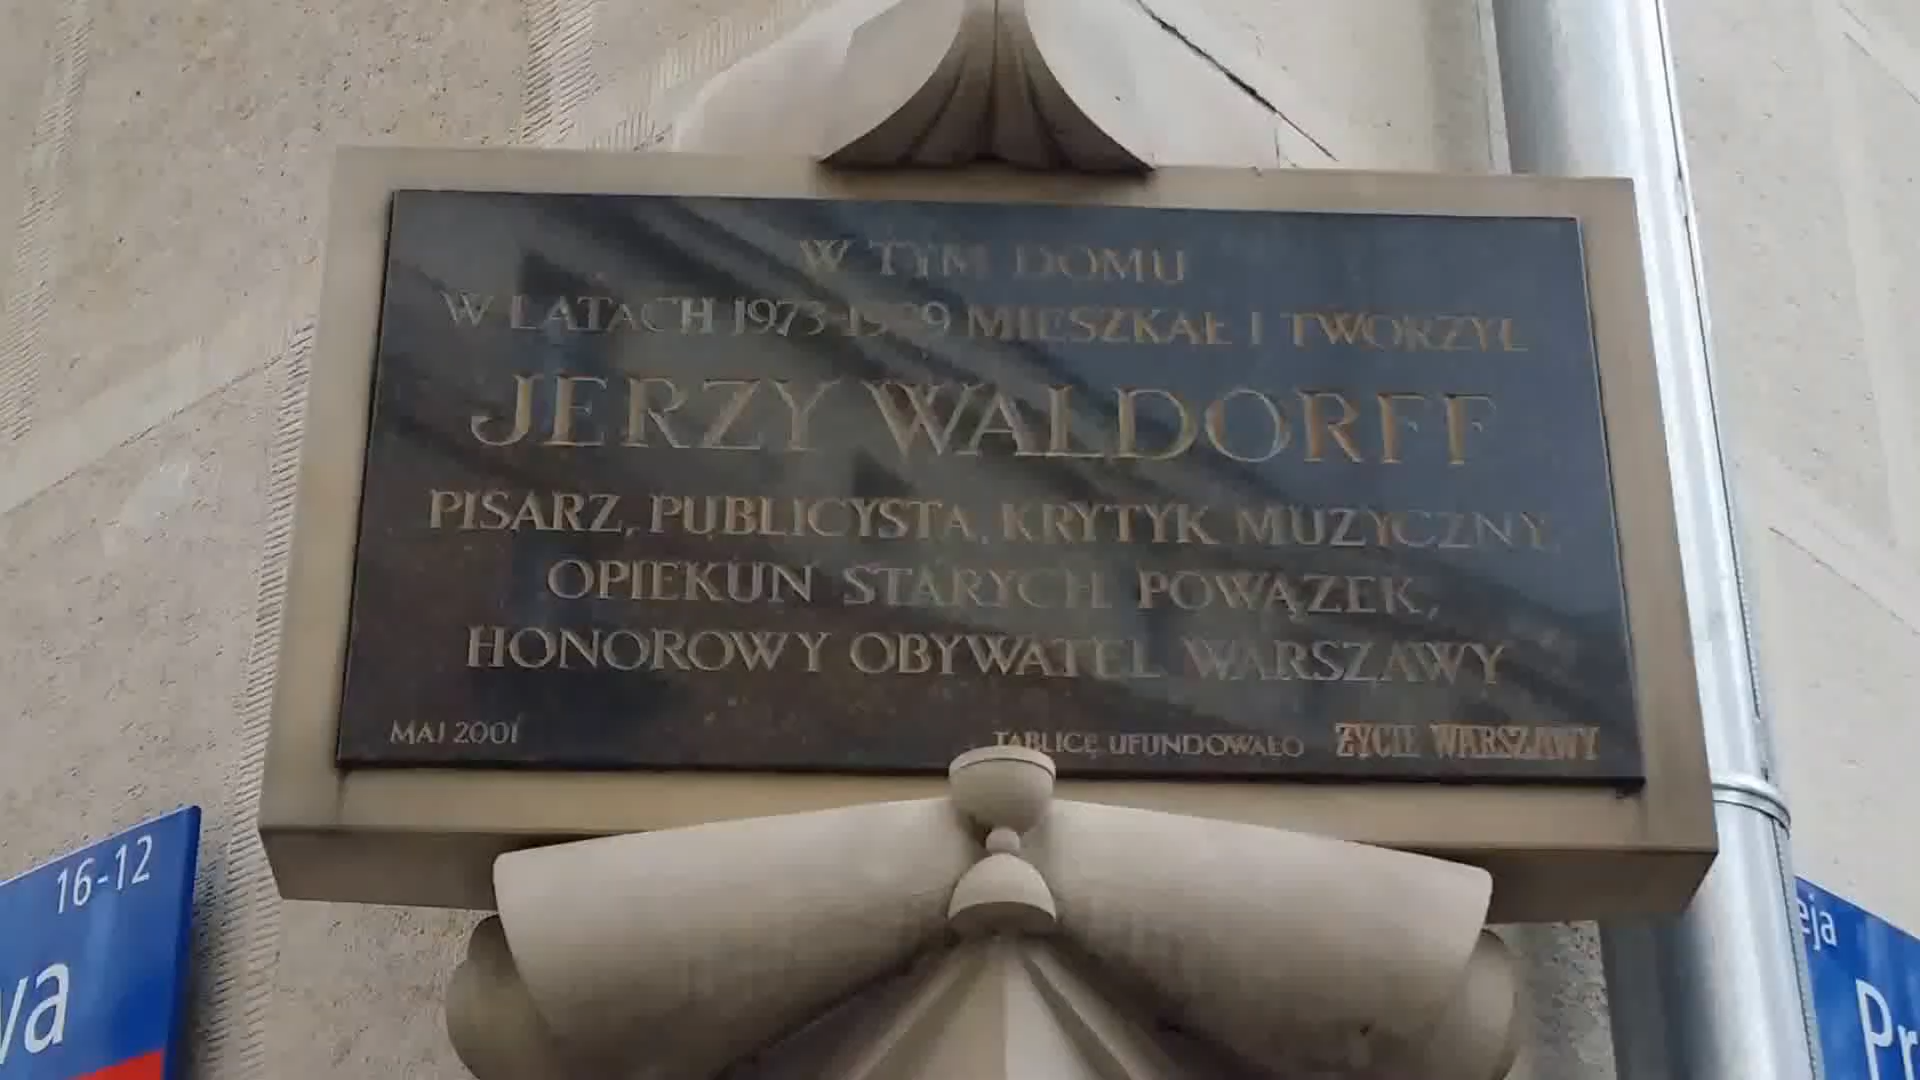 W TYM DOMU
W LATACH 1973-1999 MIESZKAŁ I TWORZYŁ
JERZY WALDORFF
PISARZ, PUBLICYSTA, KRYTYK MUZYCZNY,
OPIEKUN STARYCH POWĄZEK,
HONOROWY OBYWATEL WARSZAWY
MAJ 2001
TABLICĘ UFUNDOWAŁO ŻYCIE WARSZAWY
16-12